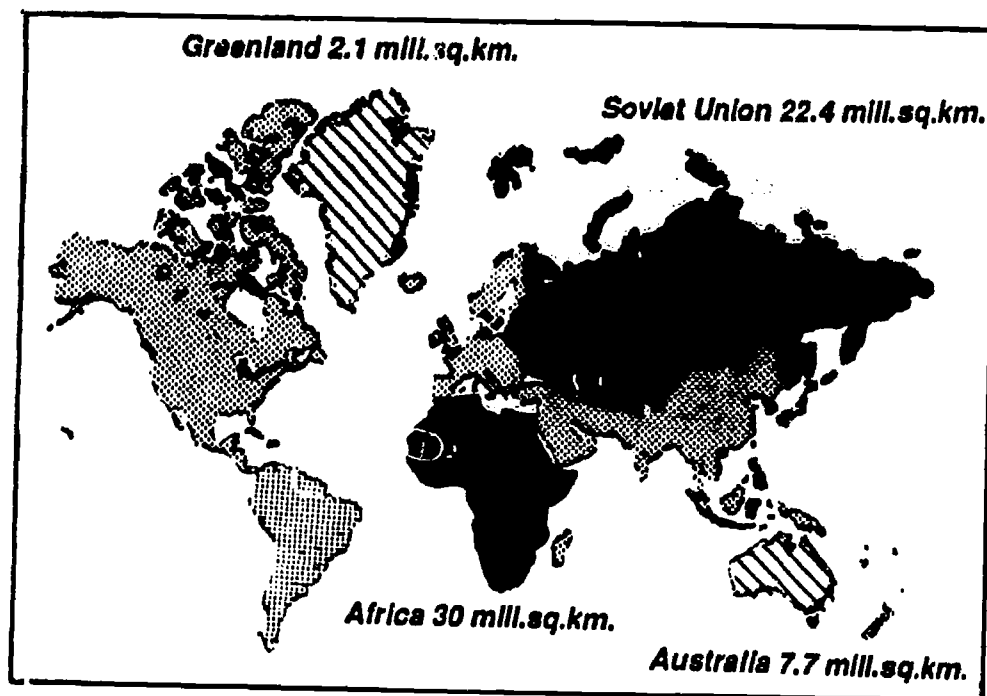 Greenland 2.1 mill.sq.km.
Soviet Union 22.4 mill.sq.km.
Africa 30 mill.sq.km.
Australia 7.7 mill.sq.km.